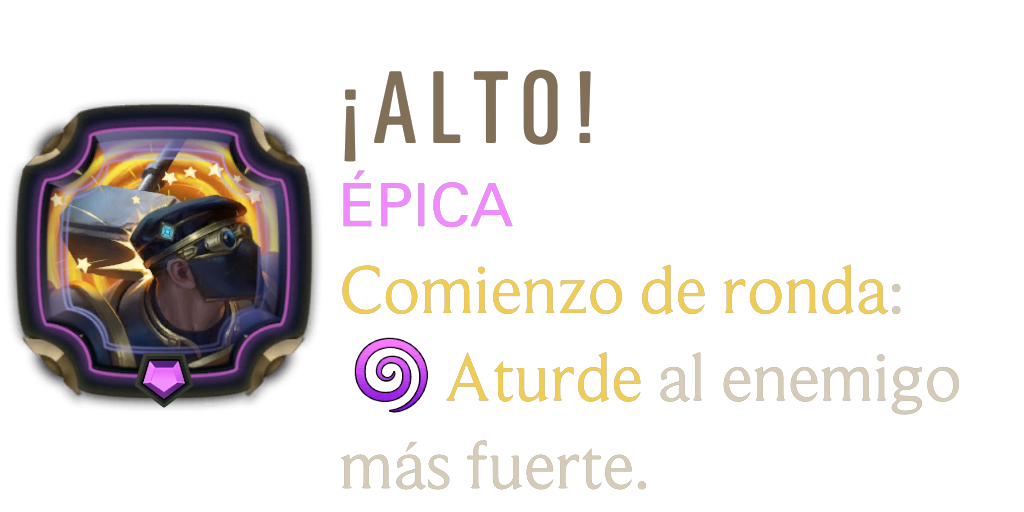 ¡ALTO!
ÉPICA
Comienzo de ronda:
Aturde al enemigo
más fuerte.